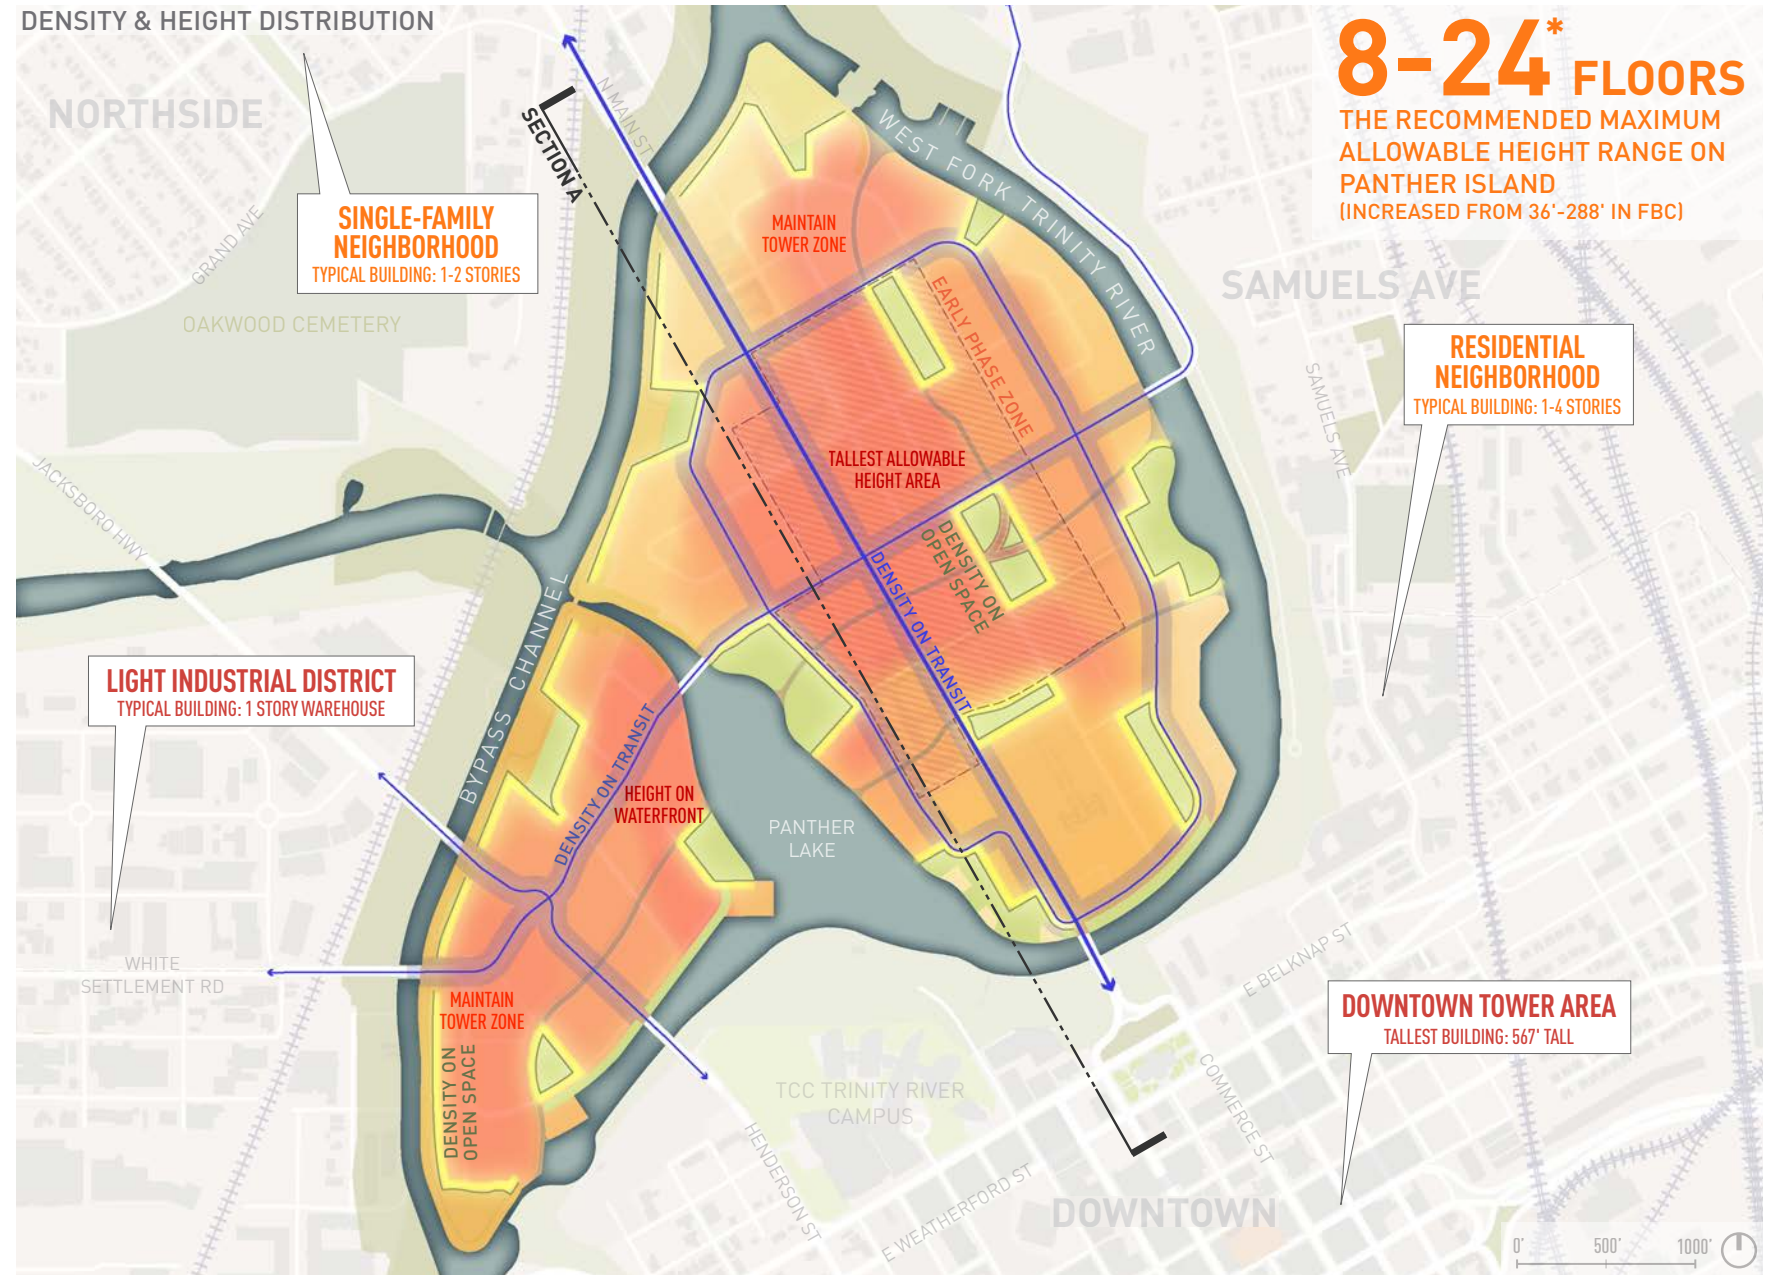 DENSITY & HEIGHT DISTRIBUTION
8-24*
FLOORS
THE RECOMMENDED MAXIMUM
ALLOWABLE HEIGHT RANGE ON
PANTHER ISLAND
(INCREASED FROM 36'-288' IN FBC)
NORTHSIDE
N MAIN ST
SECTION A
WEST FORK TRINITY RIVER
SINGLE-FAMILY
NEIGHBORHOOD
TYPICAL BUILDING: 1-2 STORIES
GRAND AVE
OAKWOOD CEMETERY
MAINTAIN
TOWER ZONE
EARLY PHASE ZONE
SAMUELS AVE
SAMUELS AVE
RESIDENTIAL
NEIGHBORHOOD
TYPICAL BUILDING: 1-4 STORIES
JACKSBORO HWY
TALLEST ALLOWABLE
HEIGHT AREA
DENSITY ON
OPEN SPACE
DENSITY ON TRANSIT
BYPASS CHANNEL
LIGHT INDUSTRIAL DISTRICT
TYPICAL BUILDING: 1 STORY WAREHOUSE
DENSITY ON TRANSIT
HEIGHT ON
WATERFRONT
PANTHER
LAKE
WHITE
SETTLEMENT RD
MAINTAIN
TOWER ZONE
DENSITY ON
OPEN SPACE
E BELKNAP ST
DOWNTOWN TOWER AREA
TALLEST BUILDING: 567' TALL
TCC TRINITY RIVER
CAMPUS
COMMERCE ST
HENDERSON ST
E WEATHERFORD ST
DOWNTOWN
0'
500'
1000'